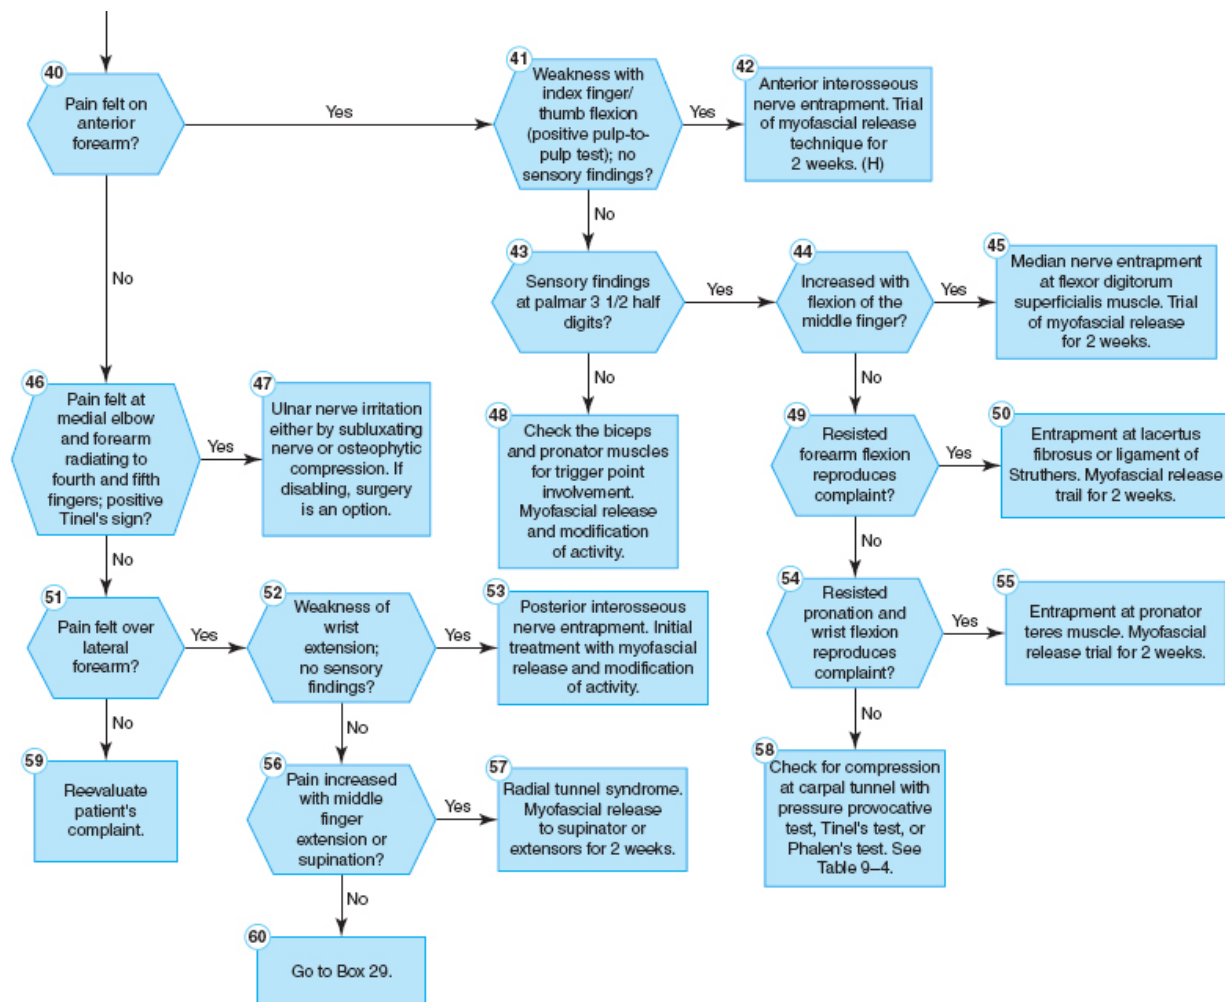 40
Pain felt on
anterior
forearm?
Yes
41
Weakness with
index finger/
thumb flexion
(positive pulp-to-
pulp test); no
sensory findings?
Yes
42
Anterior interosseous
nerve entrapment. Trial
of myofascial release
technique for
2 weeks. (H)
No
No
43
Sensory findings
at palmar 3 1/2 half
digits?
Yes
44
Increased with
flexion of the
middle finger?
Yes
45
Median nerve entrapment
at flexor digitorum
superficialis muscle. Trial
of myofascial release
for 2 weeks.
No
No
46
Pain felt at
medial elbow
and forearm
radiating to
fourth and fifth
fingers; positive
Tinel's sign?
Yes
47
Ulnar nerve irritation
either by subluxating
nerve or osteophytic
compression. If
disabling, surgery
is an option.
48
Check the biceps
and pronator muscles
for trigger point
involvement.
Myofascial release
and modification
of activity.
49
Resisted
forearm flexion
reproduces
complaint?
Yes
50
Entrapment at lacertus
fibrosus or ligament of
Struthers. Myofascial release
trail for 2 weeks.
No
No
51
Pain felt over
lateral forearm?
Yes
52
Weakness of
wrist
extension;
no sensory
findings?
Yes
53
Posterior interosseous
nerve entrapment. Initial
treatment with myofascial
release and modification
of activity.
54
Resisted
pronation and
wrist flexion
reproduces
complaint?
Yes
55
Entrapment at pronator
teres muscle. Myofascial
release trial for 2 weeks.
No
No
No
59
Reevaluate
patient's
complaint.
56
Pain increased
with middle
finger
extension or
supination?
Yes
57
Radial tunnel syndrome.
Myofascial release
to supinator or
extensors for 2 weeks.
58
Check for compression
at carpal tunnel with
pressure provocative
test, Tinel's test, or
Phalen's test. See
Table 9–4.
No
60
Go to Box 29.